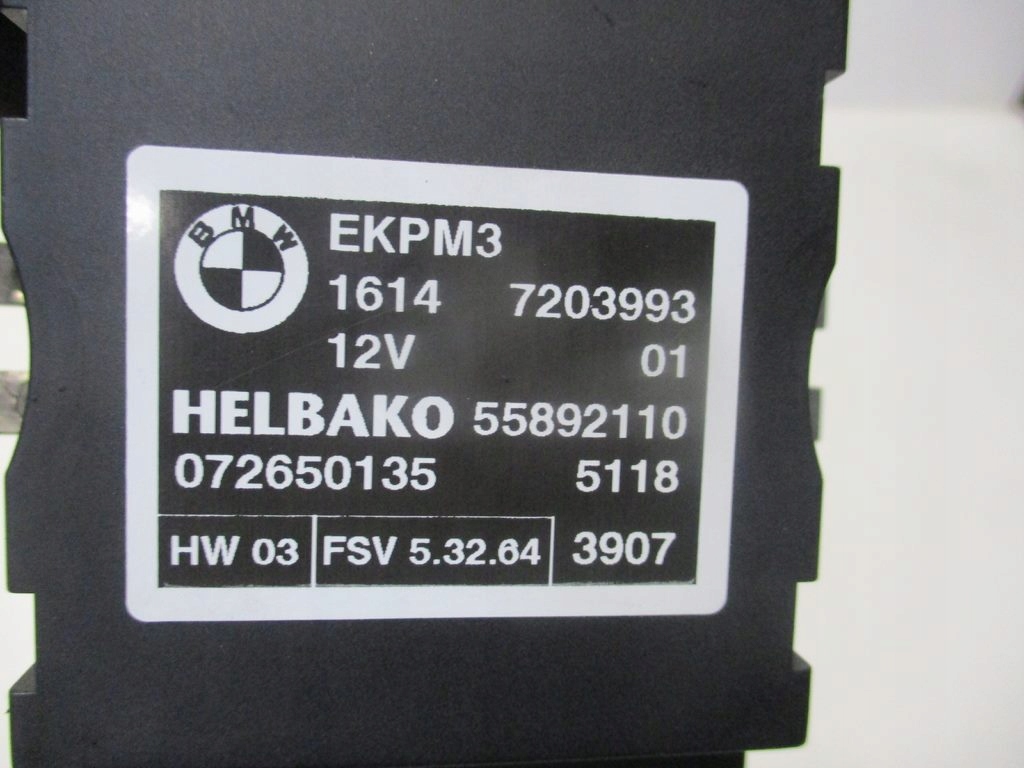 BMW EKPM3
1614 7203993
12V 01
HELBAKO 55892110
072650135 5118
HW 03 FSV 5.32.64 3907